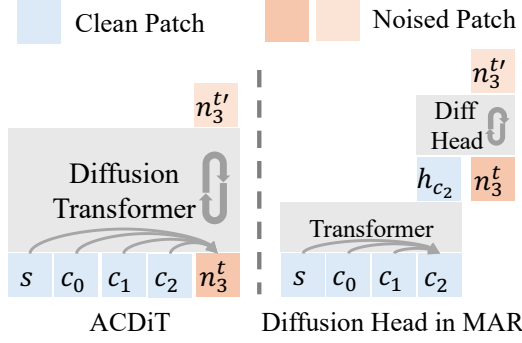 Clean Patch
Noised Patch
n_3^{t'}
Diffusion
Transformer
s c_0 c_1 c_2 n_3^t
ACDiT
n_3^{t'}
Diff
Head
h_{c_2} n_3^t
Transformer
s c_0 c_1 c_2
Diffusion Head in MAR